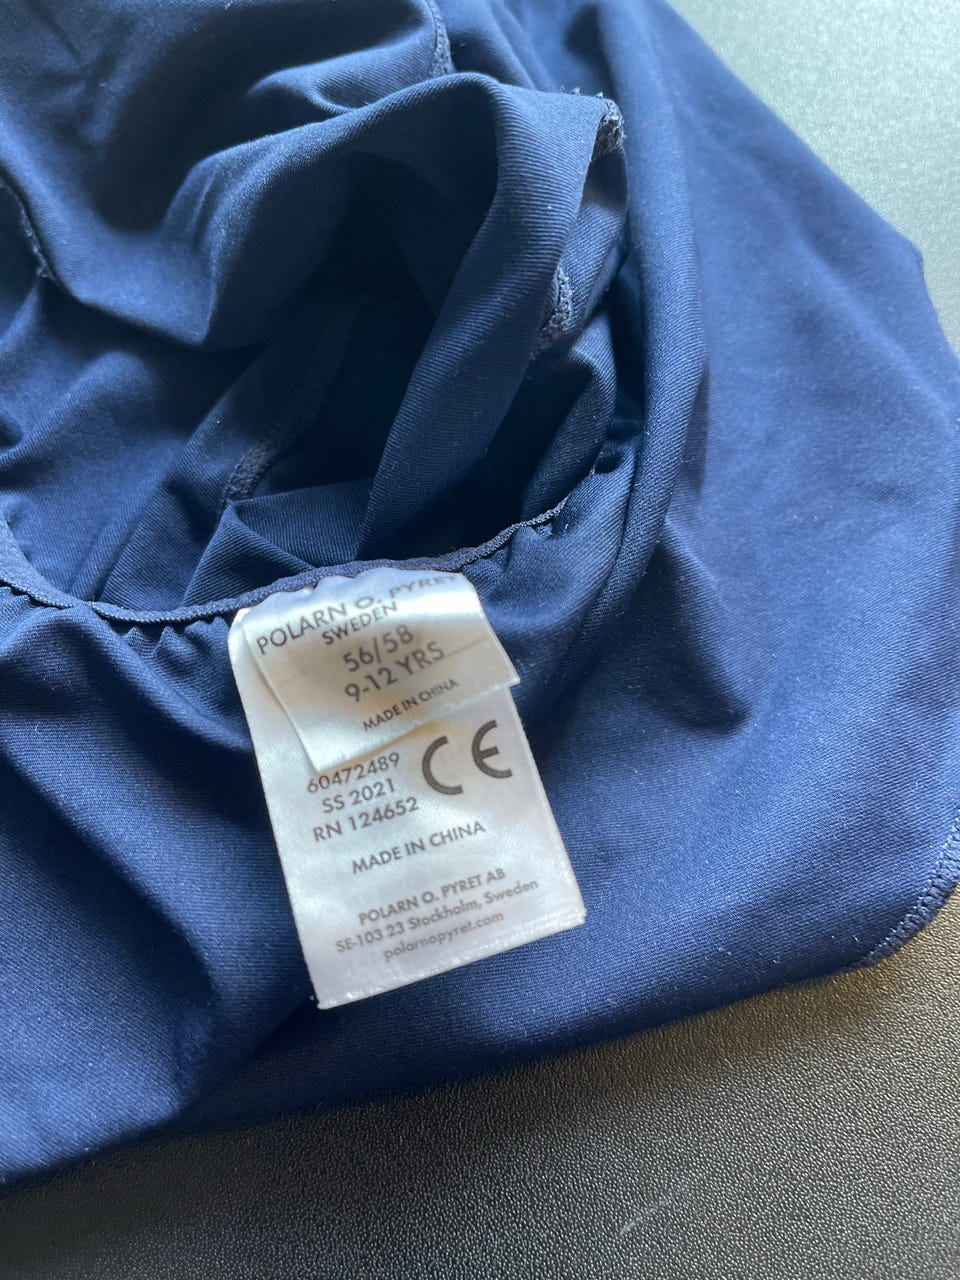 POLARN O. PYRET
SWEDEN
56/58
9-12 YRS
MADE IN CHINA
60472489
SS 2021
RN 124652
CE
MADE IN CHINA
POLARN O. PYRET AB
SE-103 23 Stockholm, Sweden
polarnopyret.com